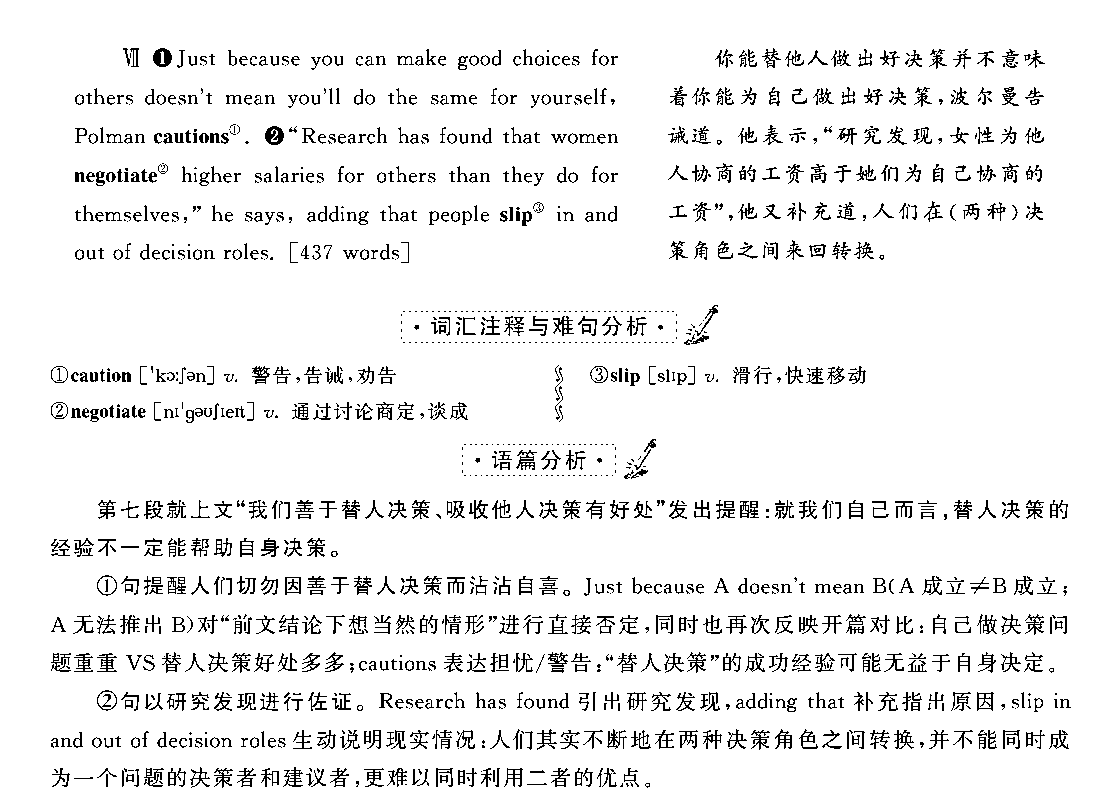 Ⅶ ❶Just because you can make good choices for
others doesn't mean you'll do the same for yourself,
Polman cautions①. ❷"Research has found that women
negotiate② higher salaries for others than they do for
themselves," he says, adding that people slip③ in and
out of decision roles. [437 words]
你能替他人做出好决策并不意味
着你能为自己做出好决策,波尔曼告
诫道。他表示,“研究发现,女性为他
人协商的工资高于她们为自己协商的
工资”,他又补充道,人们在(两种)决
策角色之间来回转换。
·词汇注释与难句分析·
①caution [ˈkɔːʃən] v. 警告,告诫,劝告
②negotiate [nɪˈɡəʊʃɪeɪt] v. 通过讨论商定,谈成
③slip [slɪp] v. 滑行,快速移动
·语篇分析·
第七段就上文“我们善于替人决策、吸收他人决策有好处”发出提醒:就我们自己而言,替人决策的
经验不一定能帮助自身决策。
①句提醒人们切勿因善于替人决策而沾沾自喜。Just because A doesn't mean B(A 成立≠B 成立;
A 无法推出 B)对“前文结论下想当然的情形”进行直接否定,同时也再次反映开篇对比:自己做决策问
题重重 VS 替人决策好处多多;cautions 表达担忧/警告:“替人决策”的成功经验可能无益于自身决定。
②句以研究发现进行佐证。Research has found 引出研究发现,adding that 补充指出原因,slip in
and out of decision roles 生动说明现实情况:人们其实不断地在两种决策角色之间转换,并不能同时成
为一个问题的决策者和建议者,更难以同时利用二者的优点。